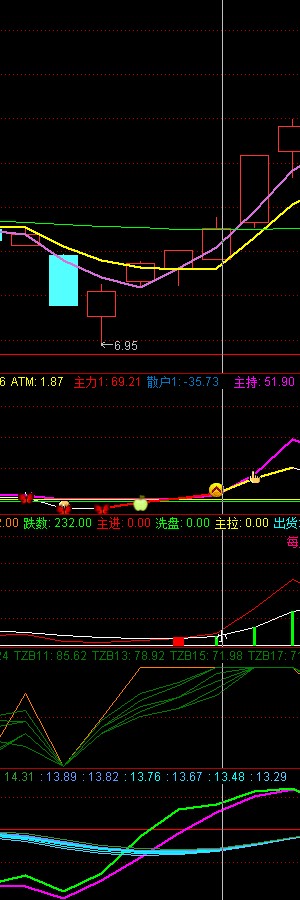 ←6.95
6 ATM: 1.87 主力1: 69.21 散户1: -35.73 主持: 51.90
2.00 跌数: 232.00 主进: 0.00 洗盘: 0.00 主拉: 0.00 出货:
每
24 TZB11: 85.62 TZB13: 78.92 TZB15: 71.98 TZB17: 7
14.31 : 13.89 : 13.82 : 13.76 : 13.67 : 13.48 : 13.29